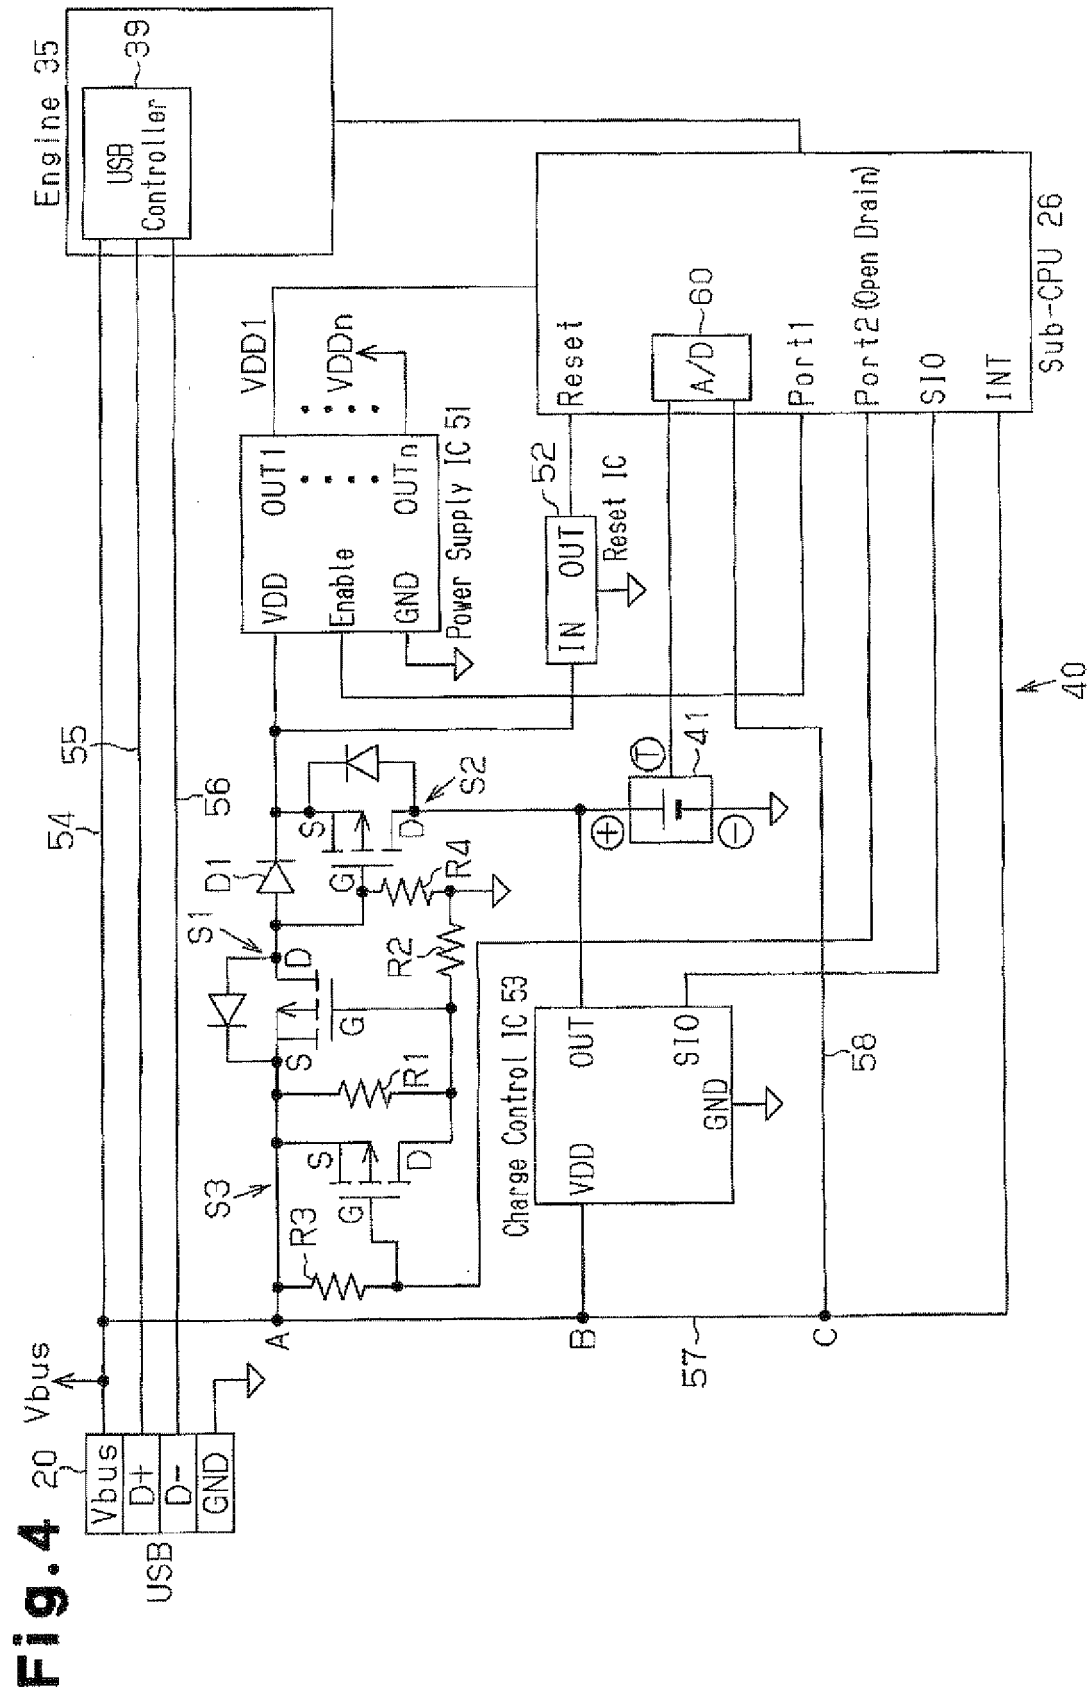 Fig.4
20
Vbus
Vbus
D+
D-
GND
USB
54
55
56
Engine 35
USB
Controller
39
A
B
C
57
S3
R3
S
G
D
R1
S1
S
G
D
R2
D1
R4
S2
S
G
D
VDD
Enable
GND
OUT1
OUTn
Power Supply IC 51
VDD1
VDDn
Charge Control IC 53
VDD
OUT
SIO
GND
58
+
-
T
41
IN
OUT
52
Reset IC
Reset
A/D
60
Port1
Port2 (Open Drain)
SIO
INT
Sub-CPU 26
40